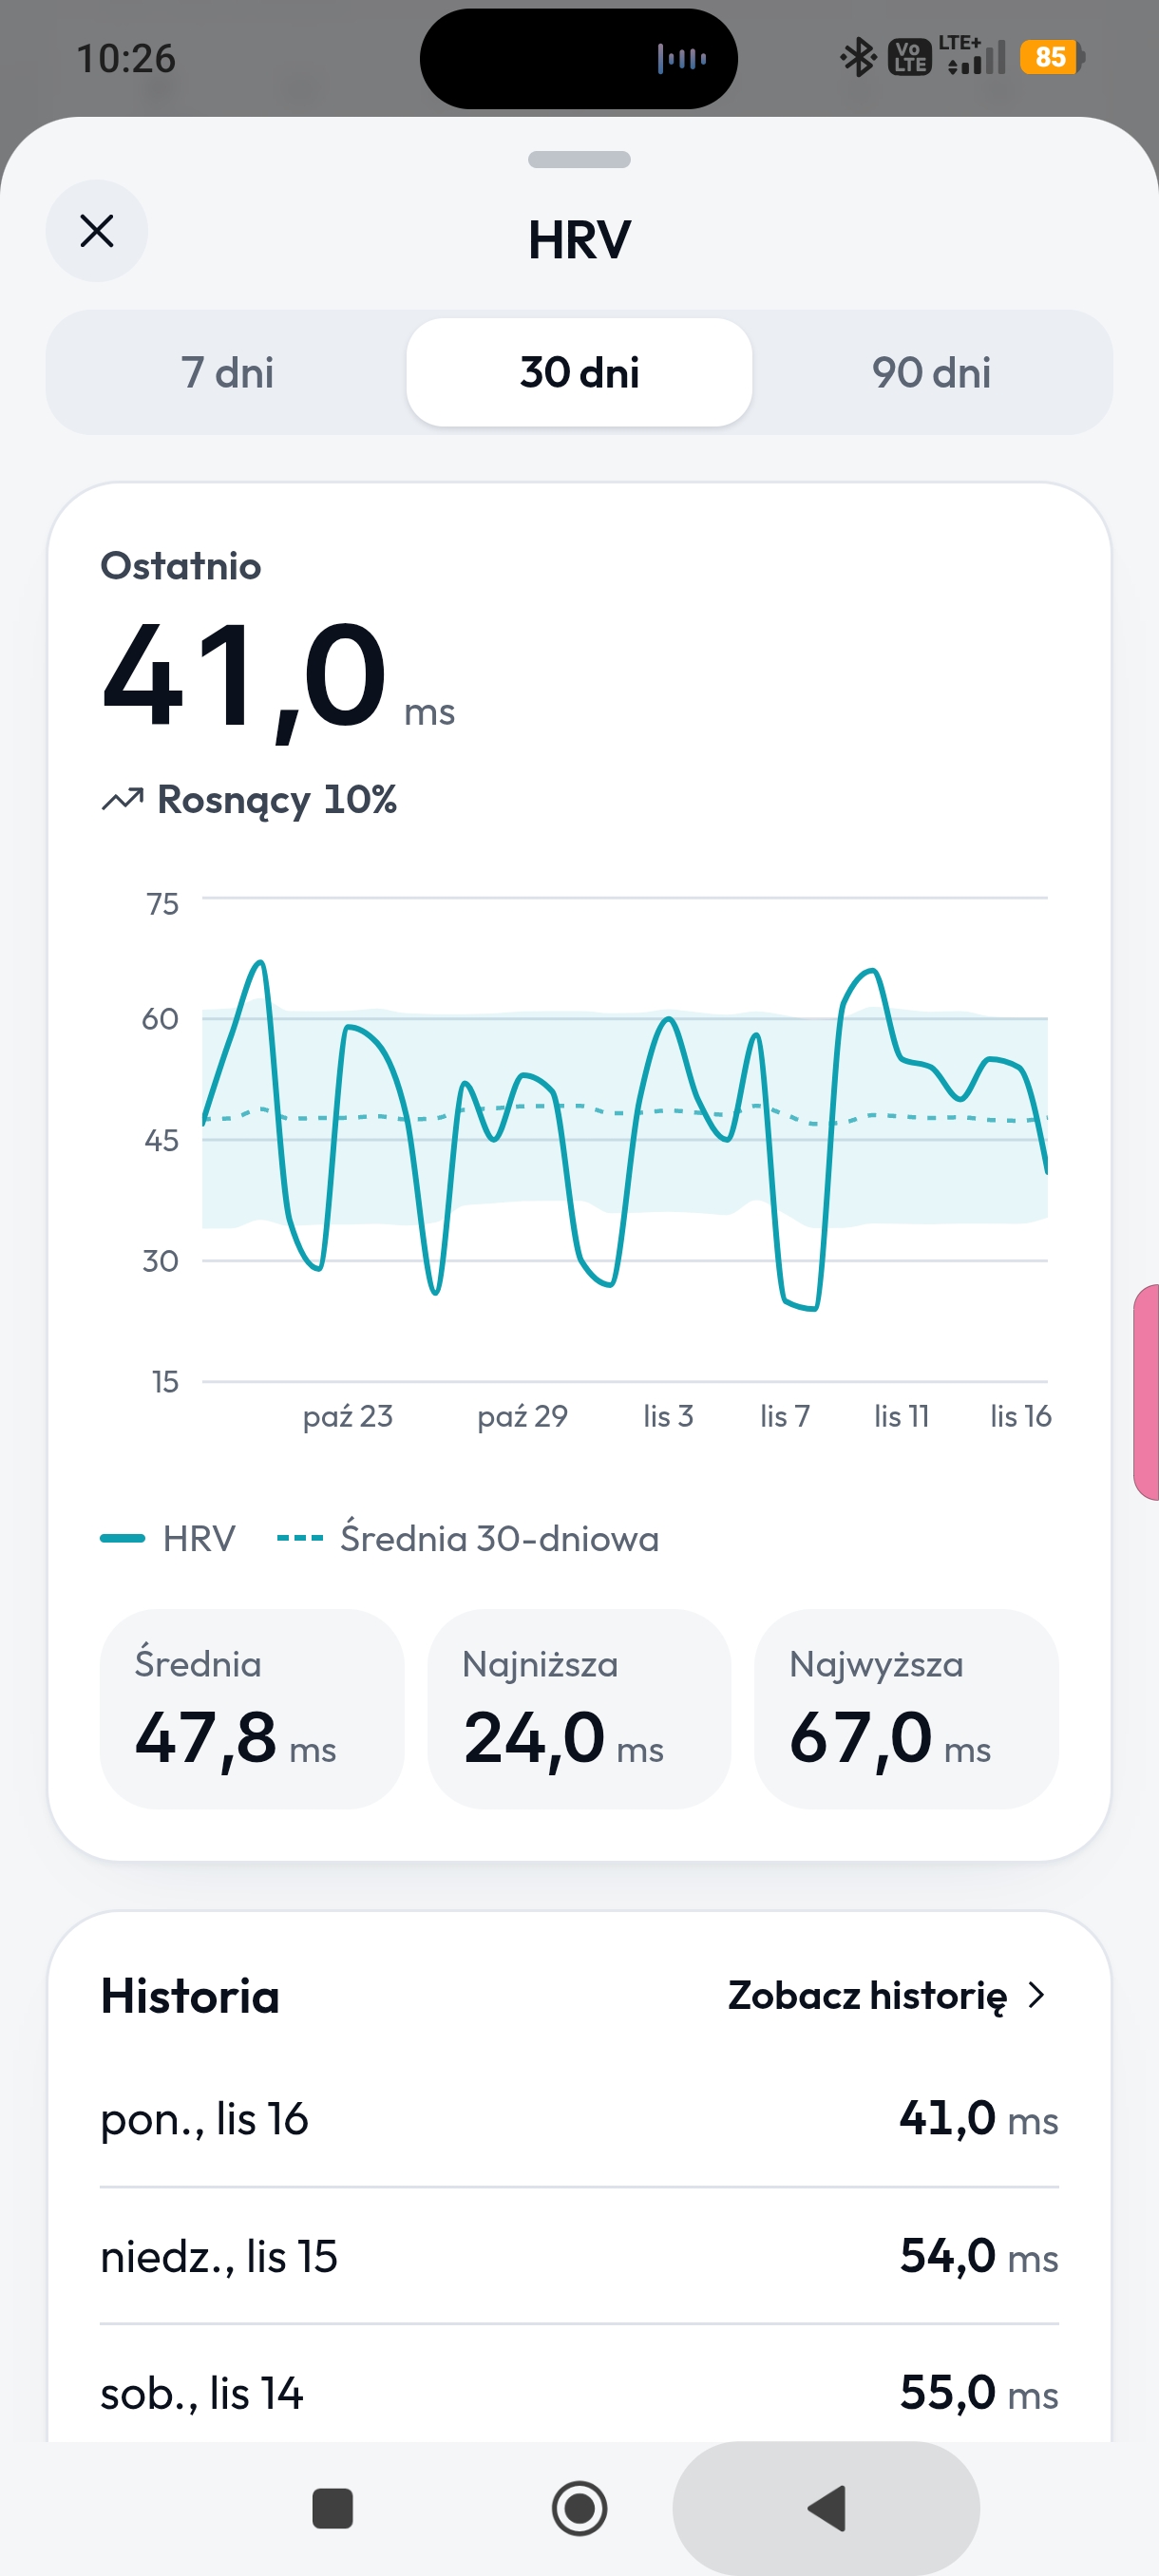 10:26
Vo
LTE
LTE+
85
HRV
7 dni
30 dni
90 dni
Ostatnio
41,0 ms
Rosnący 10%
75
60
45
30
15
paź 23
paź 29
lis 3
lis 7
lis 11
lis 16
HRV
Średnia 30-dniowa
Średnia
47,8 ms
Najniższa
24,0 ms
Najwyższa
67,0 ms
Historia
Zobacz historię
pon., lis 16
41,0 ms
niedz., lis 15
54,0 ms
sob., lis 14
55,0 ms